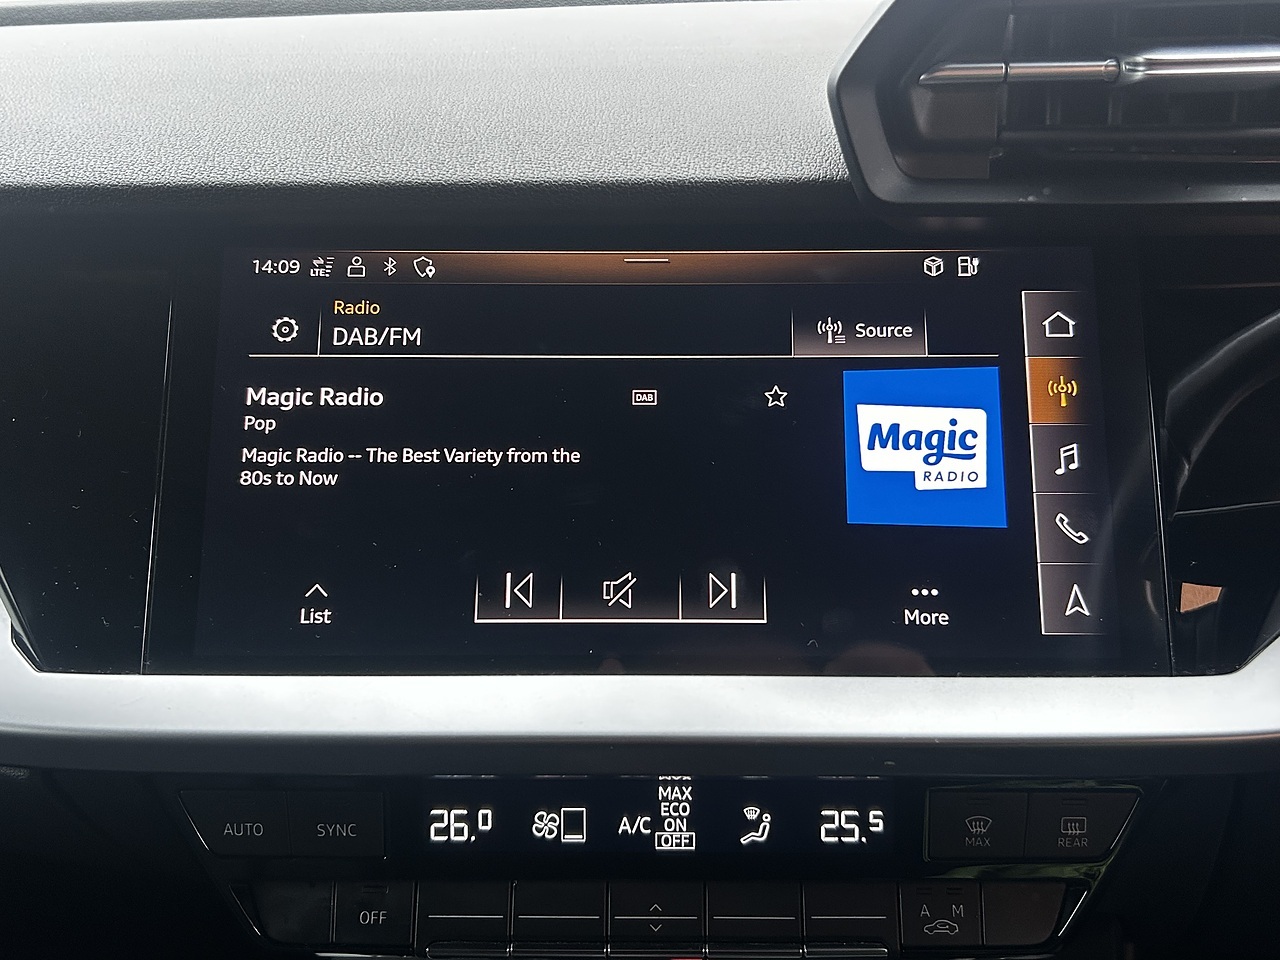 14:09 LTE
Radio
DAB/FM
Source
Magic Radio
DAB
Pop
Magic Radio -- The Best Variety from the
80s to Now
Magic
RADIO
List
More
26.0
A/C
MAX
ECO
ON
OFF
25.5
AUTO
SYNC
MAX
REAR
OFF
A M